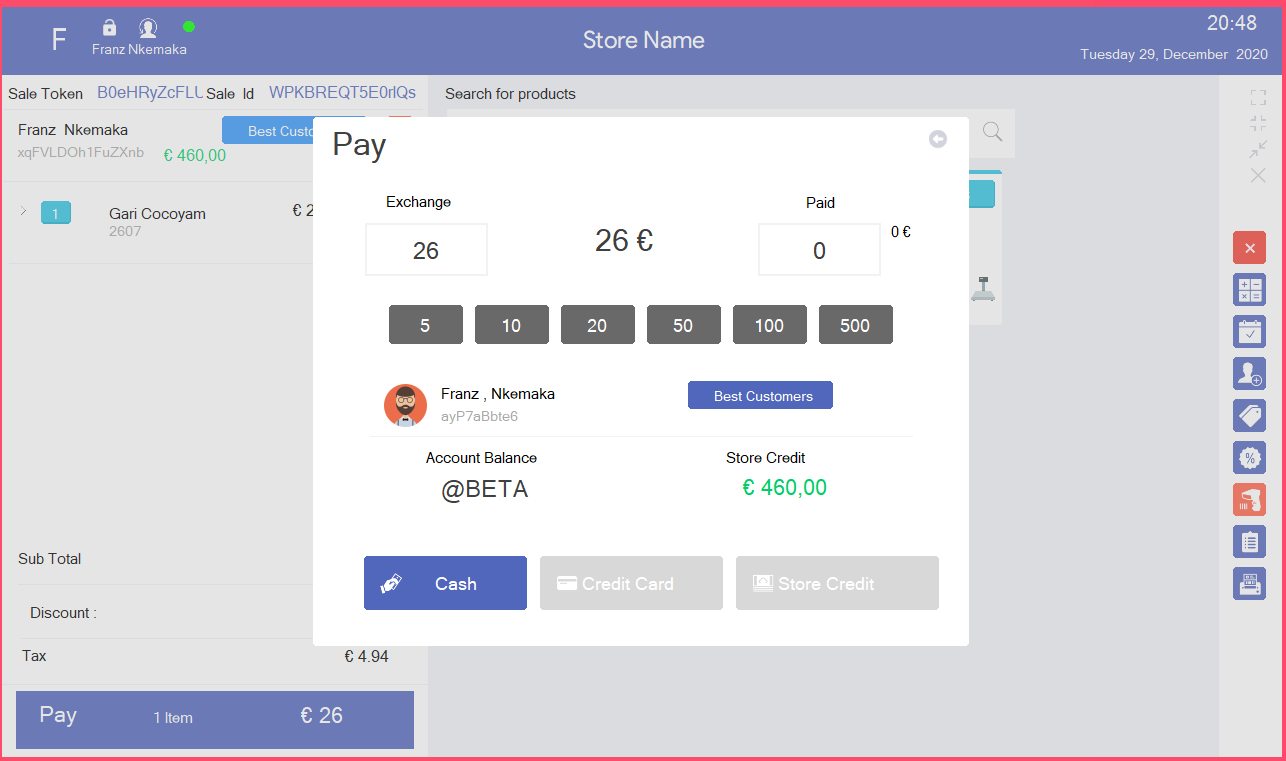 F
Franz Nkemaka
Store Name
20:48
Tuesday 29, December 2020
Sale Token B0eHRyZcFLU Sale Id WPKBREQT5E0rlQs
Search for products
Franz Nkemaka
Best Custo
xqFVLDOh1FuZXnb € 460,00
1 Gari Cocoyam € 2
2607
Pay
Exchange
Paid
26
26 €
0
0 €
5 10 20 50 100 500
Franz , Nkemaka
Best Customers
ayP7aBbte6
Account Balance Store Credit
@BETA € 460,00
Cash Credit Card Store Credit
Sub Total
Discount :
Tax € 4.94
Pay 1 Item € 26